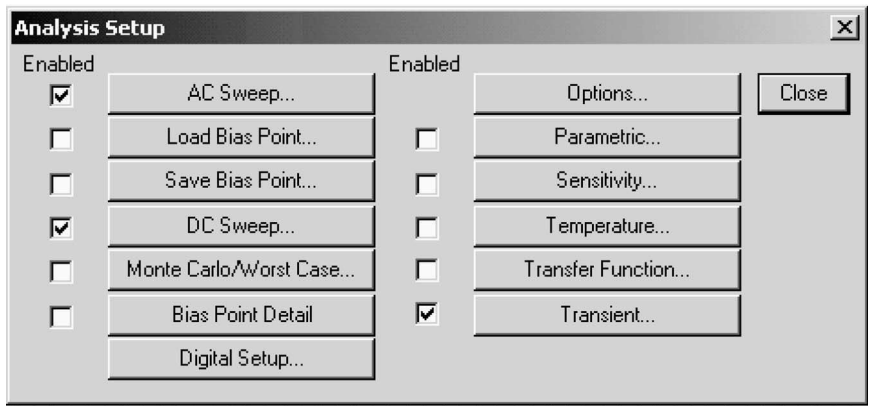 Analysis Setup
Enabled
AC Sweep...
Load Bias Point...
Save Bias Point...
DC Sweep...
Monte Carlo/Worst Case...
Bias Point Detail
Digital Setup...
Enabled
Options...
Parametric...
Sensitivity...
Temperature...
Transfer Function...
Transient...
Close